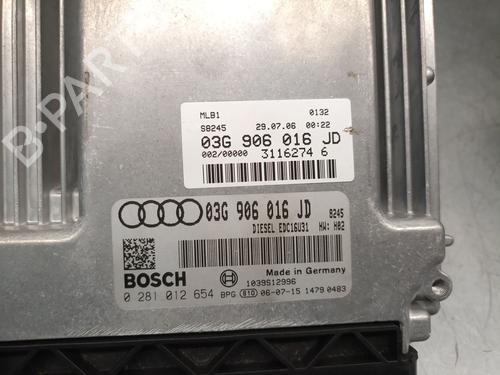 MLB1 0132
S8245 29.07.06 00:22
03G 906 016 JD
002/00000 3116274 6
03G 906 016 JD 8245
DIESEL EDC16U31 HW: H02
BOSCH
Made in Germany
1039S12996
0 281 012 654 BPG 810 06-07-15 1479 0483
B-PARTS